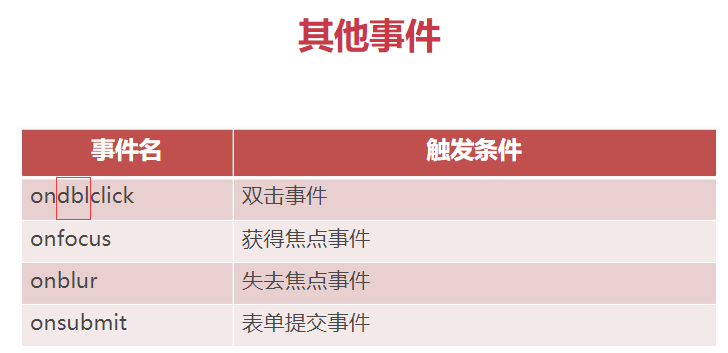 其他事件
事件名 触发条件
ondblclick 双击事件
onfocus 获得焦点事件
onblur 失去焦点事件
onsubmit 表单提交事件